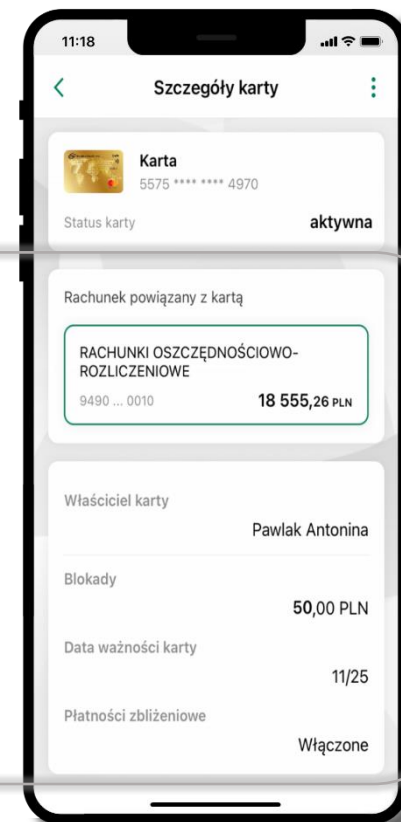 11:18
Szczegóły karty
Karta
5575 **** **** 4970
Status karty
aktywna
Rachunek powiązany z kartą
RACHUNKI OSZCZĘDNOŚCIOWO-
ROZLICZENIOWE
9490 ... 0010
18 555,26 PLN
Właściciel karty
Pawlak Antonina
Blokady
50,00 PLN
Data ważności karty
11/25
Płatności zbliżeniowe
Włączone